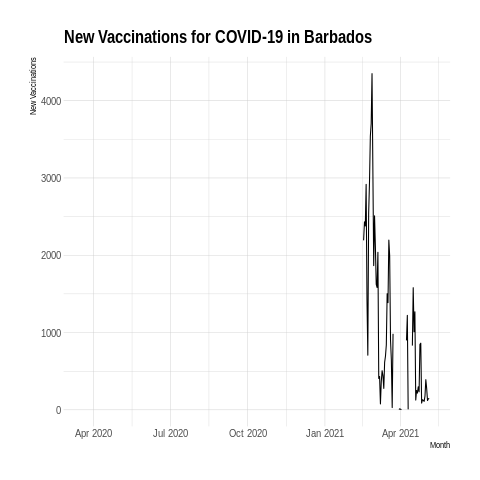 New Vaccinations for COVID-19 in Barbados
New Vaccinations
4000
3000
2000
1000
0
Apr 2020 Jul 2020 Oct 2020 Jan 2021 Apr 2021
Month